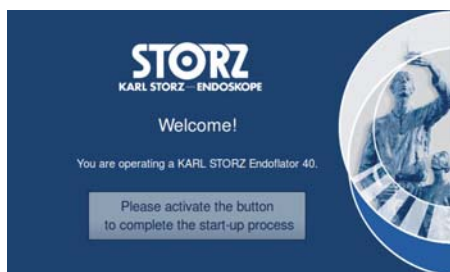 STORZ
KARL STORZ—ENDOSKOPE
Welcome!
You are operating a KARL STORZ Endoflator 40.
Please activate the button
to complete the start-up process